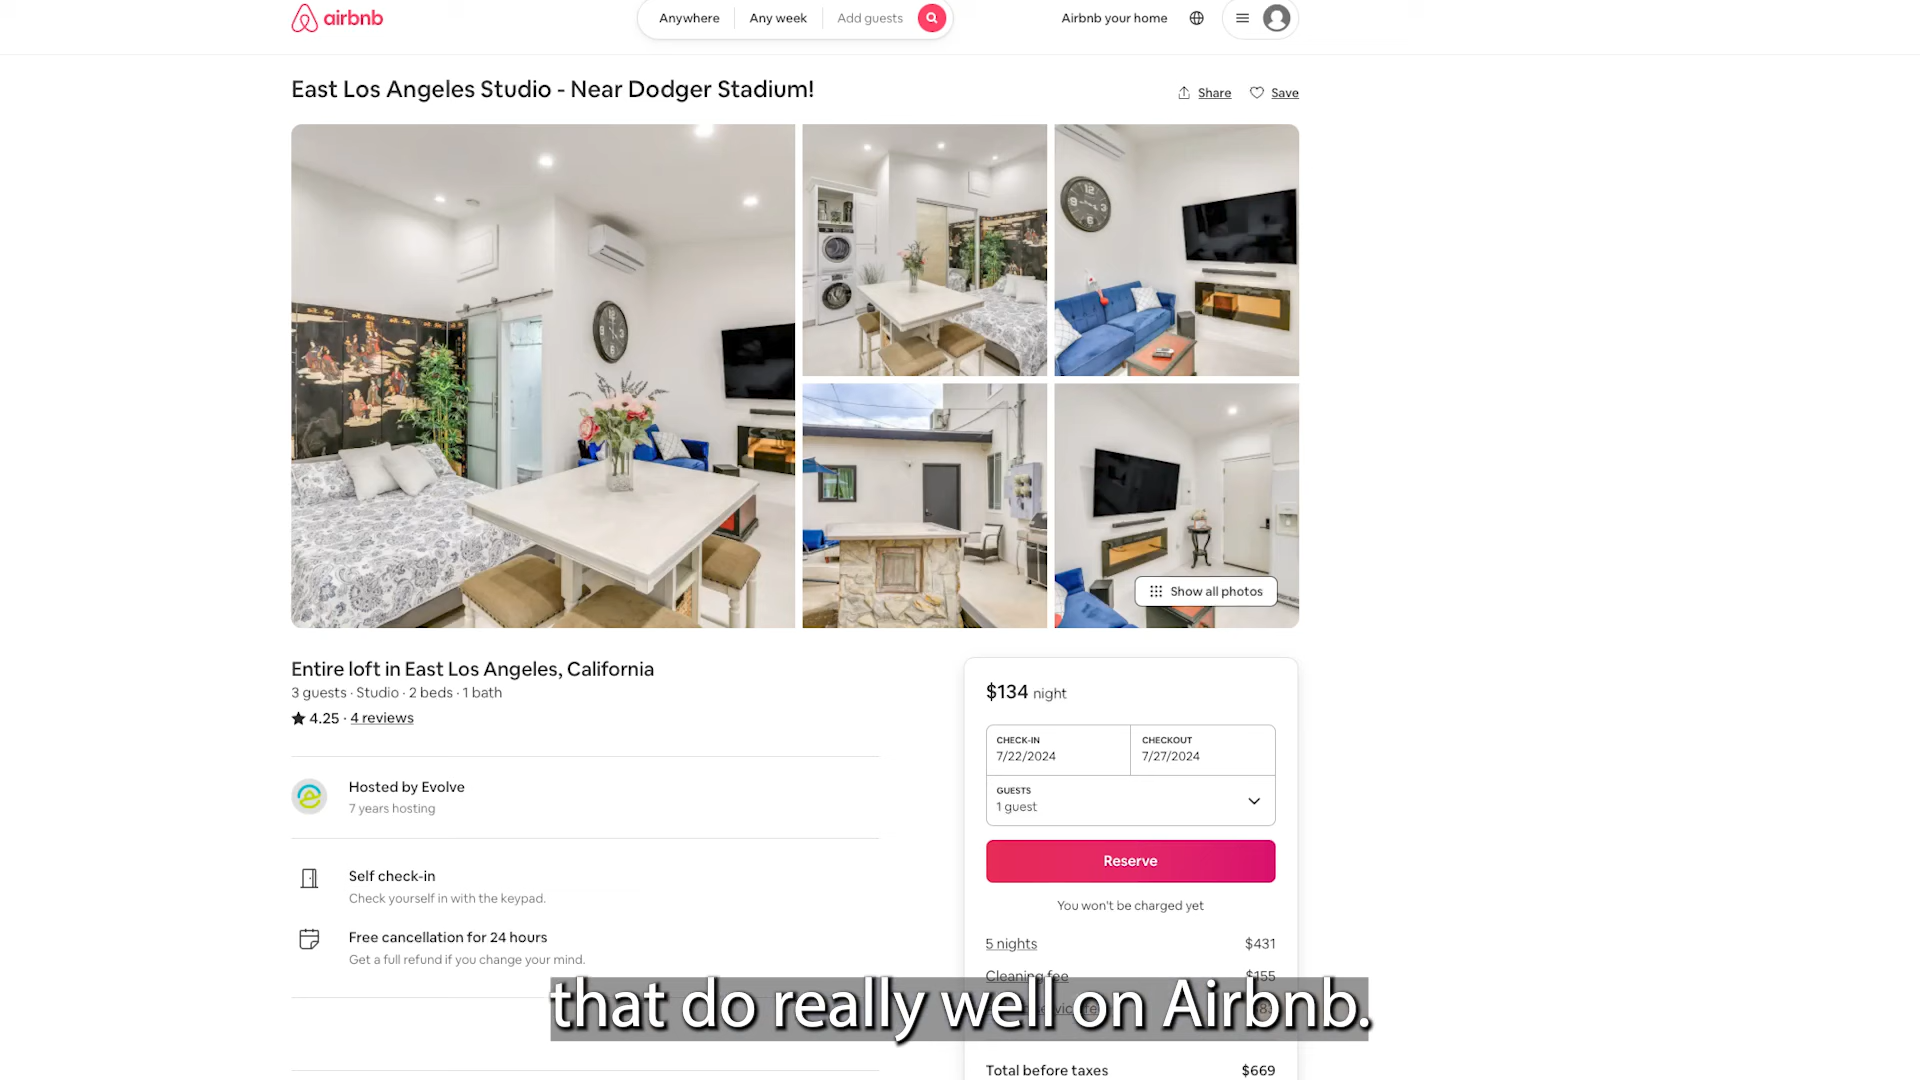 airbnb
Anywhere
Any week
Add guests
Airbnb your home
East Los Angeles Studio - Near Dodger Stadium!
Share
Save
Show all photos
Entire loft in East Los Angeles, California
3 guests · Studio · 2 beds · 1 bath
4.25 · 4 reviews
Hosted by Evolve
7 years hosting
Self check-in
Check yourself in with the keypad.
Free cancellation for 24 hours
Get a full refund if you change your mind.
$134 night
CHECK-IN
7/22/2024
CHECKOUT
7/27/2024
GUESTS
1 guest
Reserve
You won't be charged yet
5 nights $431
Cleaning fee $155
that do really well on Airbnb.
Total before taxes $669